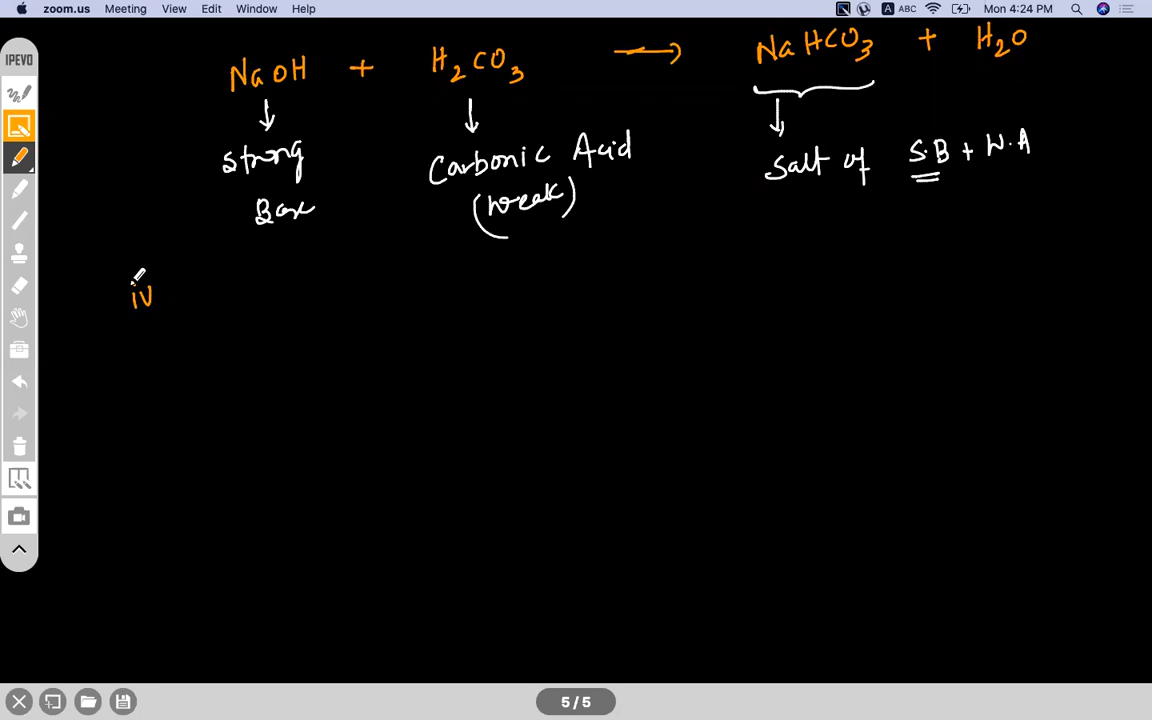 zoom.us Meeting View Edit Window Help A ABC Mon 4:24 PM
IPEVO
NaOH + H₂CO₃ → NaHCO₃ + H₂O
↓ ↓ ↓
Strong Carbonic Acid Salt of S.B + W.A
Base (Weak)
iv
5 / 5